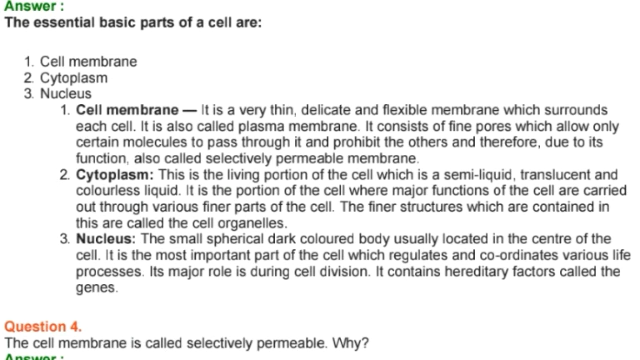 Answer :
The essential basic parts of a cell are:
1. Cell membrane
2. Cytoplasm
3. Nucleus
1. Cell membrane — It is a very thin, delicate and flexible membrane which surrounds
each cell. It is also called plasma membrane. It consists of fine pores which allow only
certain molecules to pass through it and prohibit the others and therefore, due to its
function, also called selectively permeable membrane.
2. Cytoplasm: This is the living portion of the cell which is a semi-liquid, translucent and
colourless liquid. It is the portion of the cell where major functions of the cell are carried
out through various finer parts of the cell. The finer structures which are contained in
this are called the cell organelles.
3. Nucleus: The small spherical dark coloured body usually located in the centre of the
cell. It is the most important part of the cell which regulates and co-ordinates various life
processes. Its major role is during cell division. It contains hereditary factors called the
genes.
Question 4.
The cell membrane is called selectively permeable. Why?
Answer :